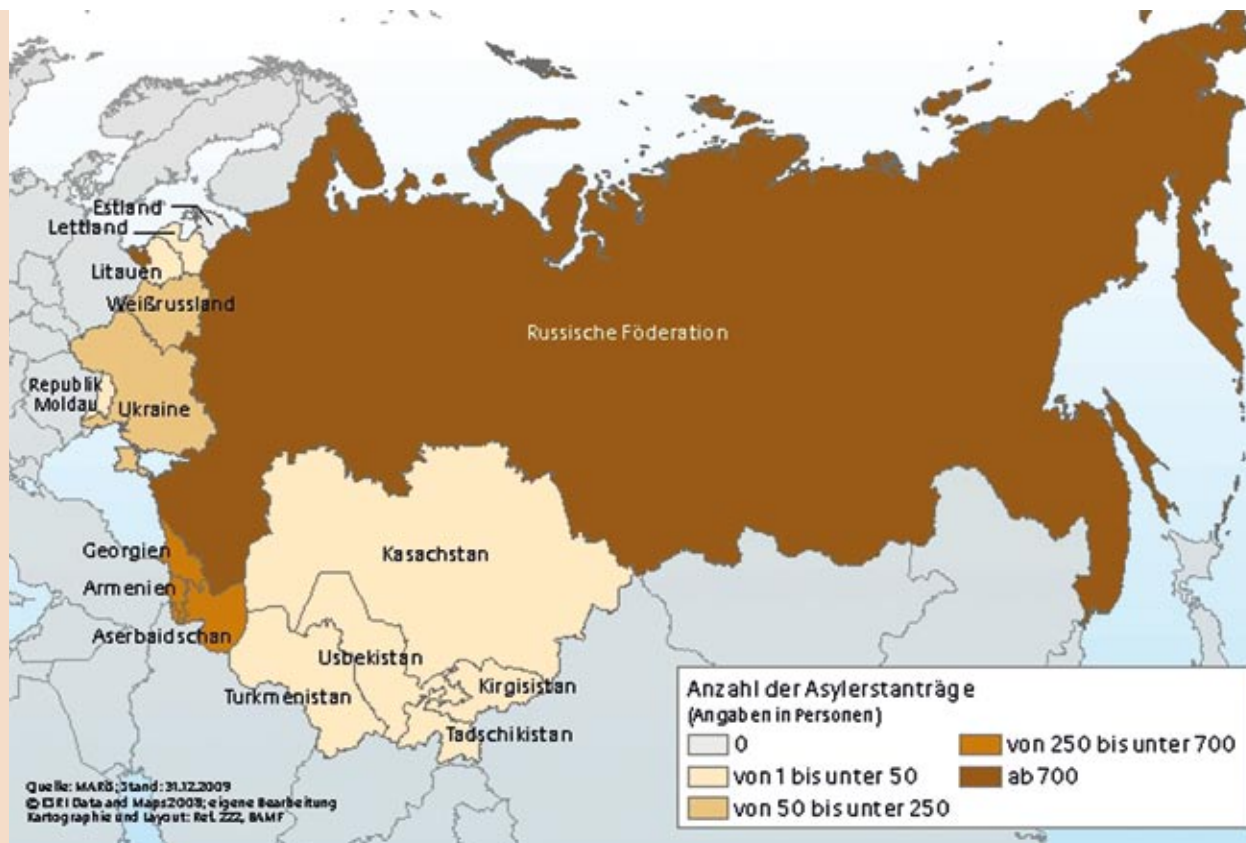 Estland
Lettland
Litauen
Weißrussland
Russische Föderation
Republik
Moldau
Ukraine
Georgien
Kasachstan
Armenien
Aserbaidschan
Usbekistan
Turkmenistan
Kirgisistan
Tadschikistan
Anzahl der Asylerstanträge
(Angaben in Personen)
0
von 1 bis unter 50
von 50 bis unter 250
von 250 bis unter 700
ab 700
Quelle: MARiS; Stand: 31.12.2009
© ESRI Data and Maps 2008; eigene Bearbeitung
Kartographie und Layout: Ref. 222, BAMF